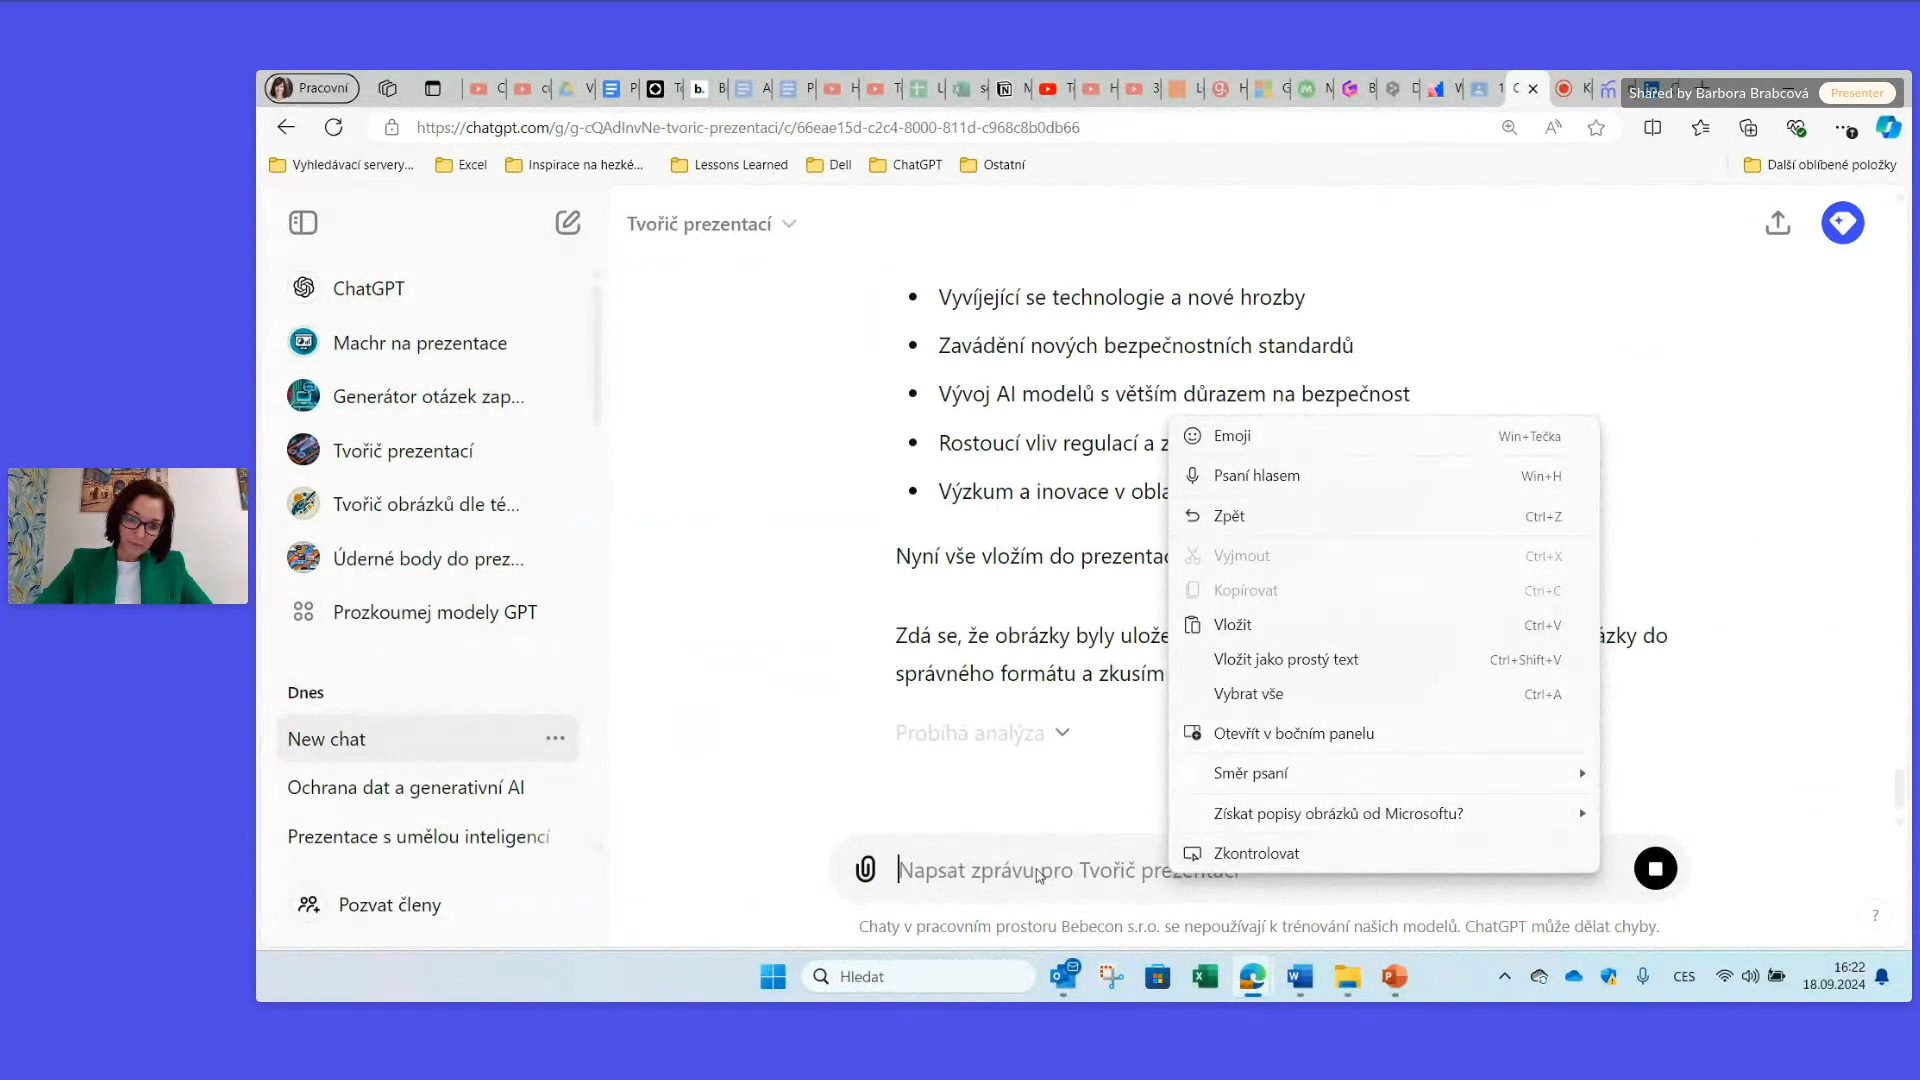 Pracovní
Shared by Barbora Brabcová
Presenter
https://chatgpt.com/g/g-cQAdInvNe-tvoric-prezentaci/c/66eae15d-c2c4-8000-811d-c968c8b0db66
Vyhledávací servery...
Excel
Inspirace na hezké...
Lessons Learned
Dell
ChatGPT
Ostatní
Další oblíbené položky
Tvořič prezentací
ChatGPT
Machr na prezentace
Generátor otázek zap...
Tvořič prezentací
Tvořič obrázků dle té...
Úderné body do prez...
Prozkoumej modely GPT
Dnes
New chat
Ochrana dat a generativní AI
Prezentace s umělou inteligencí
Pozvat členy
Vyvíjející se technologie a nové hrozby
Zavádění nových bezpečnostních standardů
Vývoj AI modelů s větším důrazem na bezpečnost
Rostoucí vliv regulací a z
Výzkum a inovace v obla
Nyní vše vložím do prezentac
Zdá se, že obrázky byly ulože
ázky do
správného formátu a zkusím
Probíhá analýza
Emoji Win+Tečka
Psaní hlasem Win+H
Zpět Ctrl+Z
Vyjmout Ctrl+X
Kopírovat Ctrl+C
Vložit Ctrl+V
Vložit jako prostý text Ctrl+Shift+V
Vybrat vše Ctrl+A
Otevřít v bočním panelu
Směr psaní
Získat popisy obrázků od Microsoftu?
Zkontrolovat
Napsat zprávu pro Tvořič prezentací
Chaty v pracovním prostoru Bebecon s.r.o. se nepoužívají k trénování našich modelů. ChatGPT může dělat chyby.
?
Hledat
CES
16:22
18.09.2024